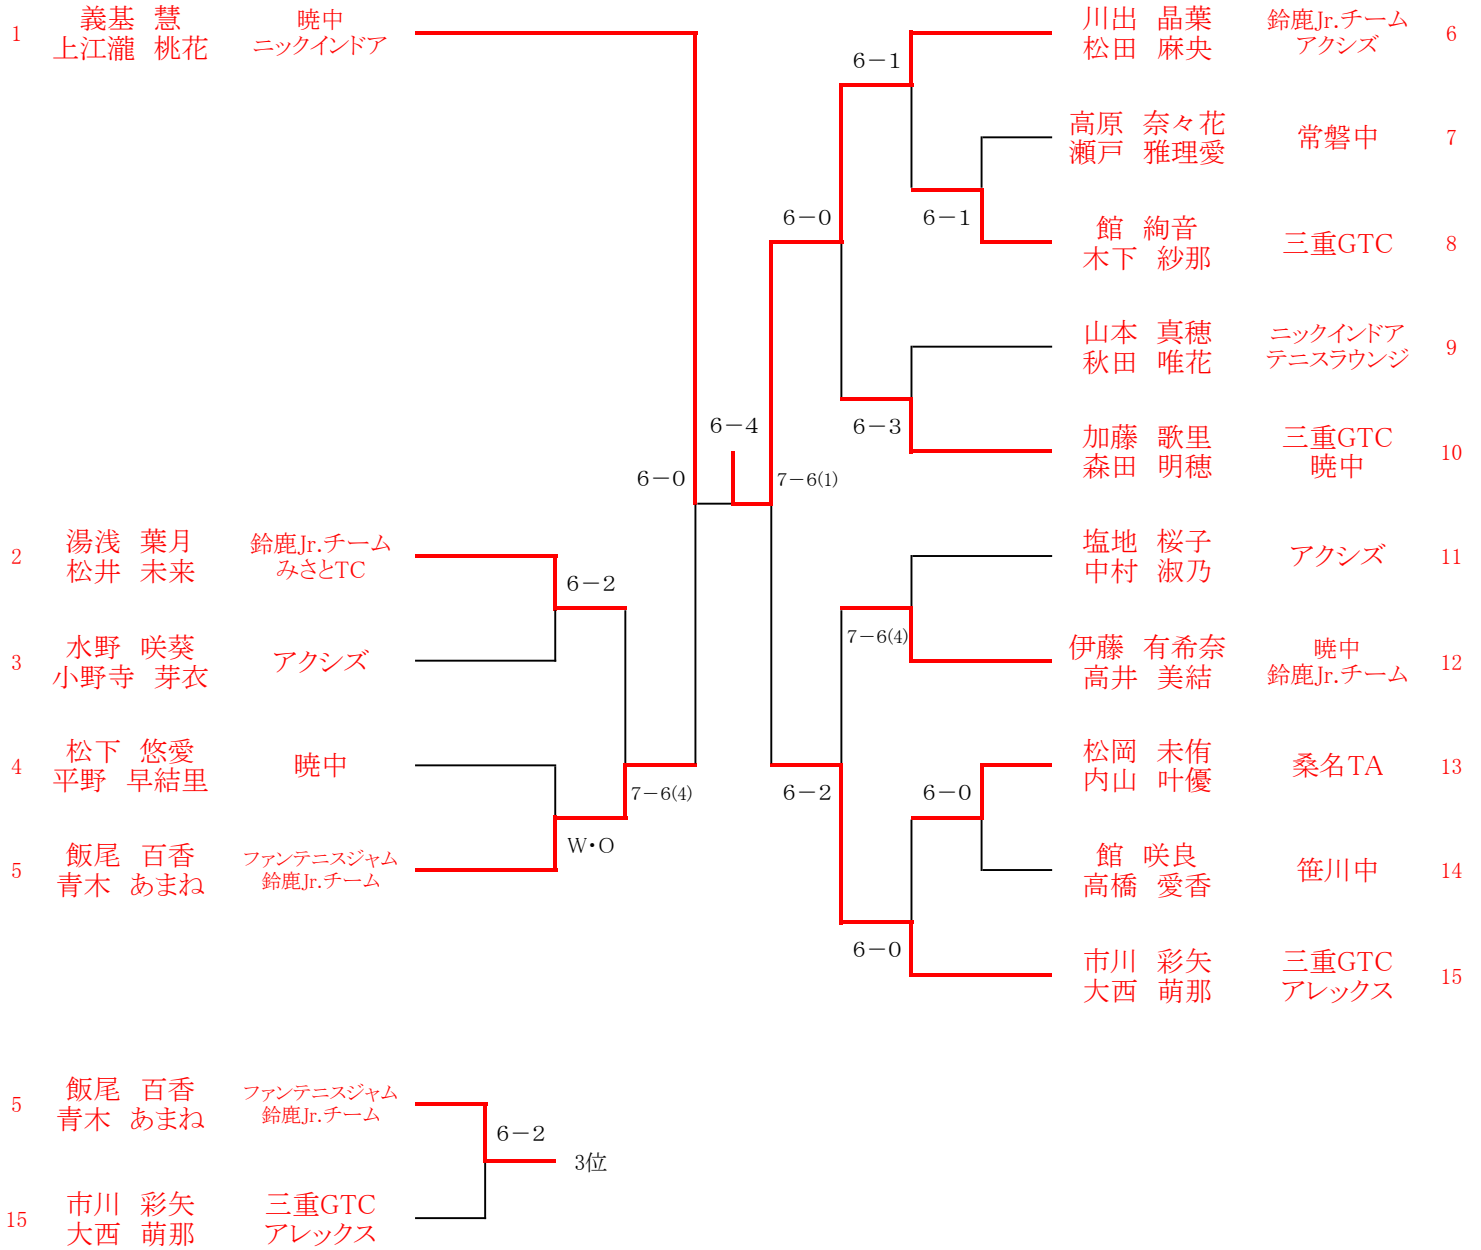 1
義基　慧
上江瀧　桃花
暁中
ニックインドア
2
湯浅　葉月
松井　未来
鈴鹿Jr.チーム
みさとTC
3
水野　咲葵
小野寺　芽衣
アクシズ
4
松下　悠愛
平野　早結里
暁中
5
飯尾　百香
青木　あまね
ファンテニスジャム
鈴鹿Jr.チーム
6－2
W・O
7－6(4)
6－0
6－4
7－6(1)
6－0
6－2
6－1
6－3
7－6(4)
6－0
6－1
6－0
川出　晶葉
松田　麻央
鈴鹿Jr.チーム
アクシズ
6
高原　奈々花
瀬戸　雅理愛
常磐中
7
館　絢音
木下　紗那
三重GTC
8
山本　真穂
秋田　唯花
ニックインドア
テニスラウンジ
9
加藤　歌里
森田　明穂
三重GTC
暁中
10
塩地　桜子
中村　淑乃
アクシズ
11
伊藤　有希奈
高井　美結
暁中
鈴鹿Jr.チーム
12
松岡　未侑
内山　叶優
桑名TA
13
館　咲良
高橋　愛香
笹川中
14
市川　彩矢
大西　萌那
三重GTC
アレックス
15
5
飯尾　百香
青木　あまね
ファンテニスジャム
鈴鹿Jr.チーム
6－2
3位
15
市川　彩矢
大西　萌那
三重GTC
アレックス